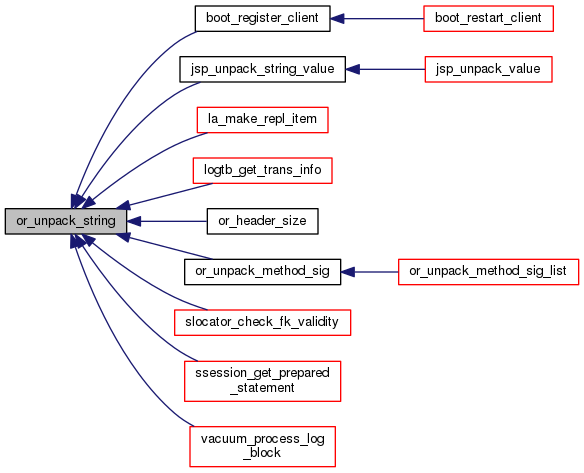 boot_register_client
boot_restart_client
jsp_unpack_string_value
jsp_unpack_value
la_make_repl_item
logtb_get_trans_info
or_unpack_string
or_header_size
or_unpack_method_sig
or_unpack_method_sig_list
slocator_check_fk_validity
ssession_get_prepared
_statement
vacuum_process_log
_block